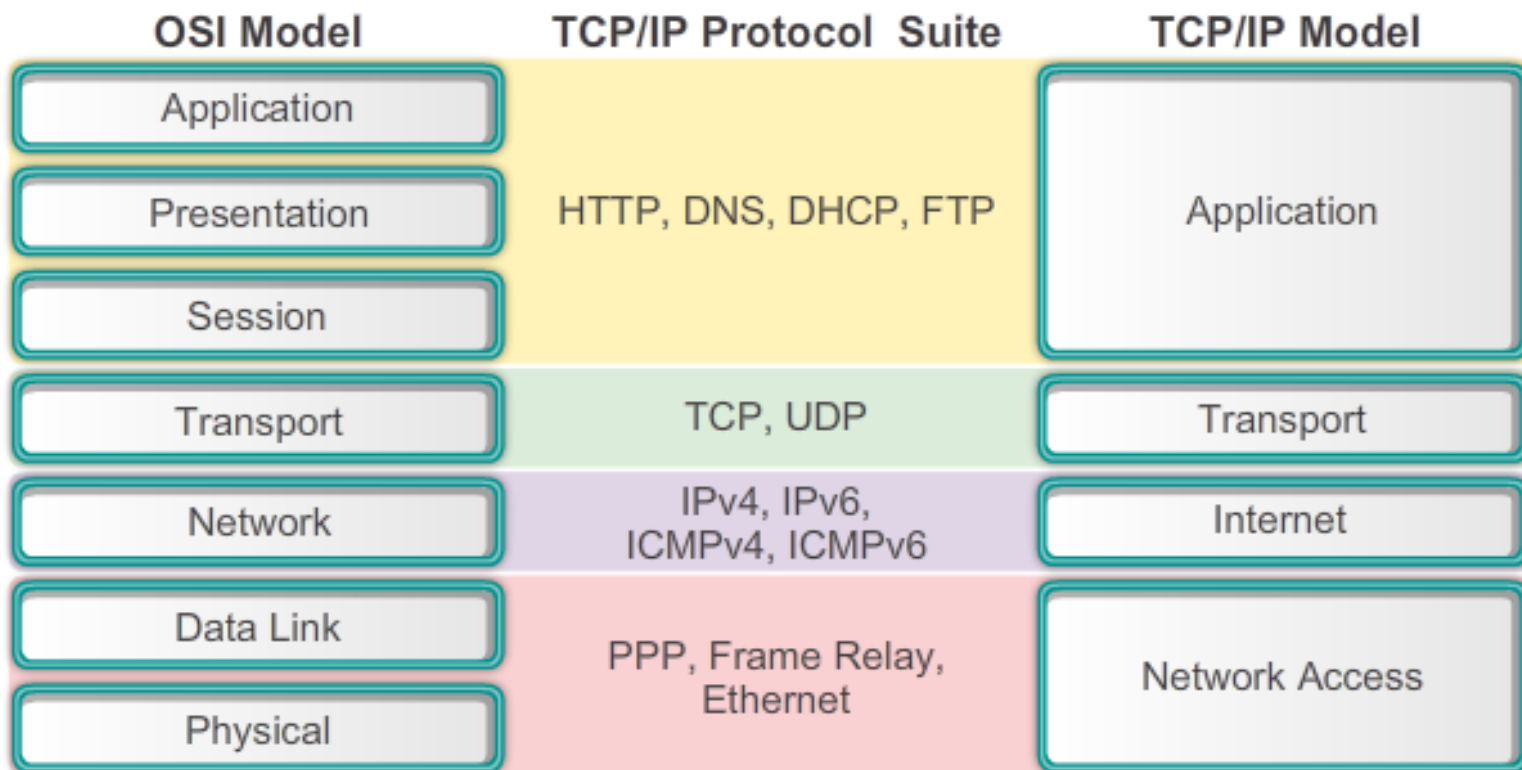 OSI Model
TCP/IP Protocol Suite
TCP/IP Model
Application
Presentation
Session
HTTP, DNS, DHCP, FTP
Application
Transport
TCP, UDP
Transport
Network
IPv4, IPv6,
ICMPv4, ICMPv6
Internet
Data Link
Physical
PPP, Frame Relay,
Ethernet
Network Access